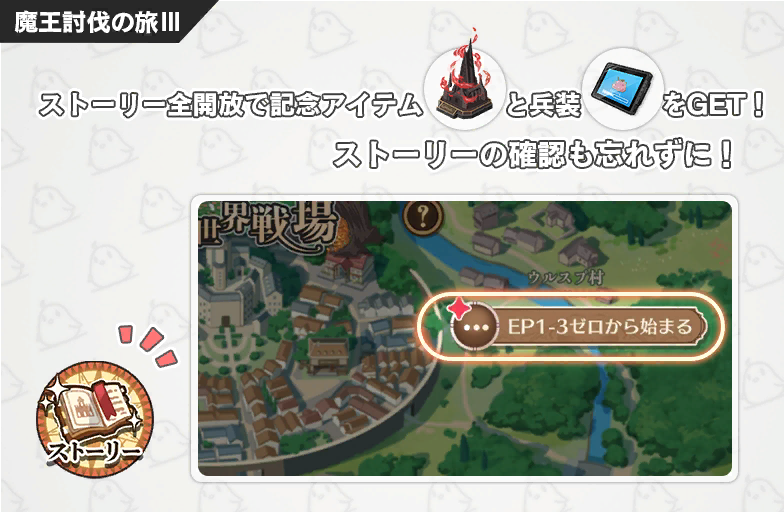 魔王討伐の旅Ⅲ
ストーリー全開放で記念アイテムと兵装をGET！
ストーリーの確認も忘れずに！
世界戦場
?
ウルスブ村
EP1-3ゼロから始まる
ストーリー